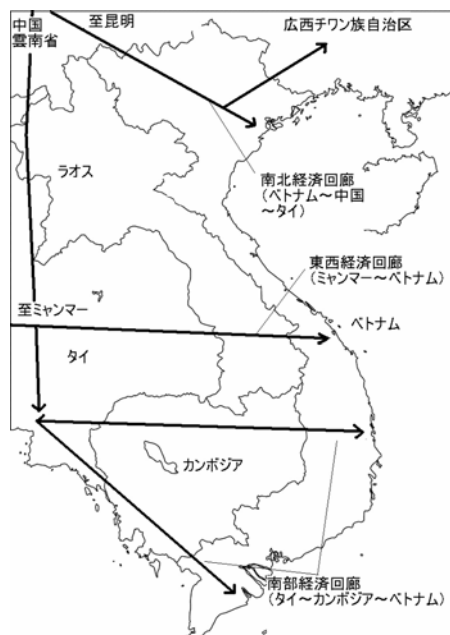 中国
雲南省
至昆明
広西チワン族自治区
ラオス
南北経済回廊
(ベトナム～中国
～タイ)
東西経済回廊
(ミャンマー～ベトナム)
至ミャンマー
ベトナム
タイ
カンボジア
南部経済回廊
(タイ～カンボジア～ベトナム)